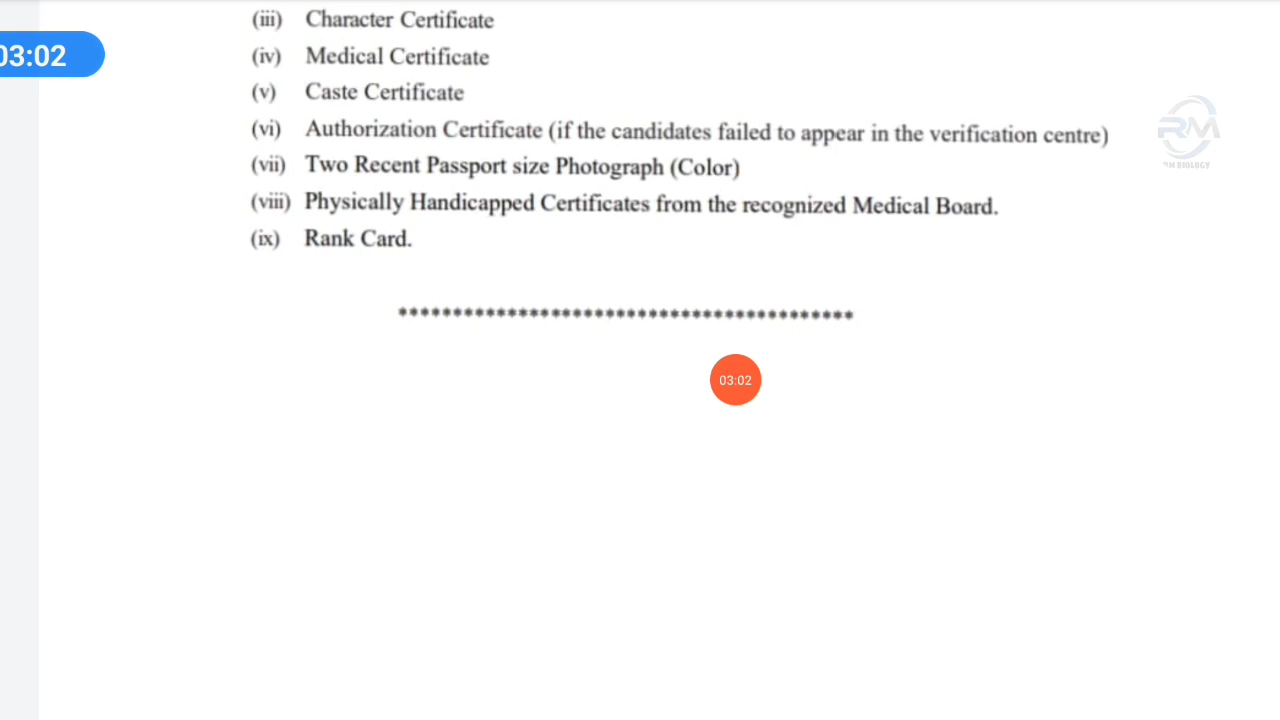 (iii) Character Certificate
03:02
(iv) Medical Certificate
(v) Caste Certificate
(vi) Authorization Certificate (if the candidates failed to appear in the verification centre)
RM
RM BIOLOGY
(vii) Two Recent Passport size Photograph (Color)
(viii) Physically Handicapped Certificates from the recognized Medical Board.
(ix) Rank Card.
******************************************
03:02